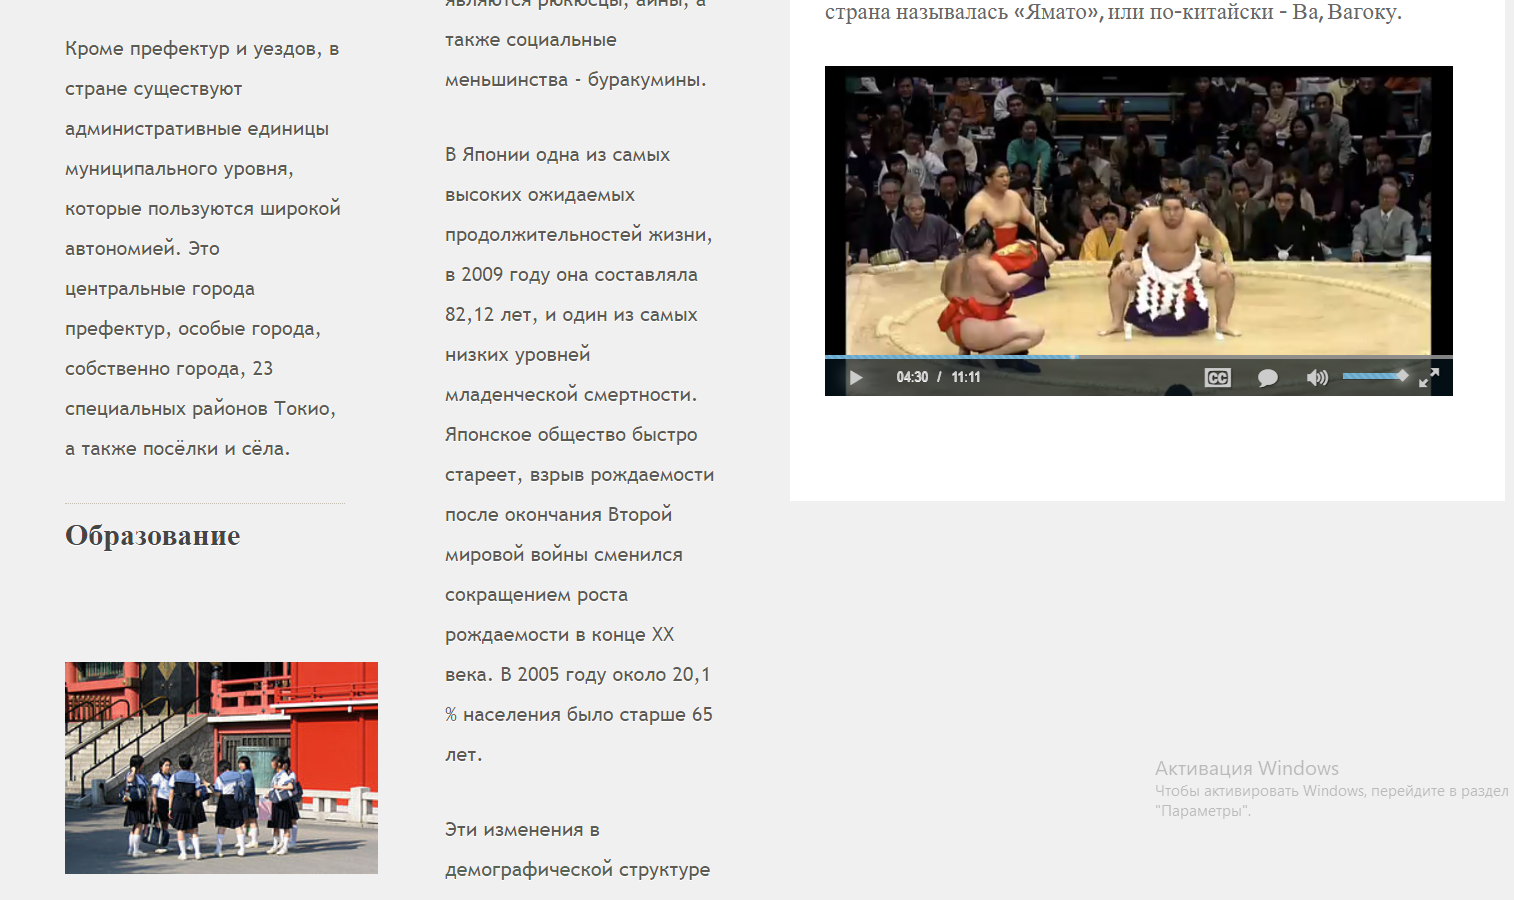 Кроме префектур и уездов, в
стране существуют
административные единицы
муниципального уровня,
которые пользуются широкой
автономией. Это
центральные города
префектур, особые города,
собственно города, 23
специальных районов Токио,
а также посёлки и сёла.
Образование
являются рюкюсцы, айны, а
также социальные
меньшинства - буракумины.
В Японии одна из самых
высоких ожидаемых
продолжительностей жизни,
в 2009 году она составляла
82,12 лет, и один из самых
низких уровней
младенческой смертности.
Японское общество быстро
стареет, взрыв рождаемости
после окончания Второй
мировой войны сменился
сокращением роста
рождаемости в конце XX
века. В 2005 году около 20,1
% населения было старше 65
лет.
Эти изменения в
демографической структуре
страна называлась «Ямато», или по-китайски - Ва, Вагоку.
04:30 / 11:11
CC
Активация Windows
Чтобы активировать Windows, перейдите в раздел
"Параметры".